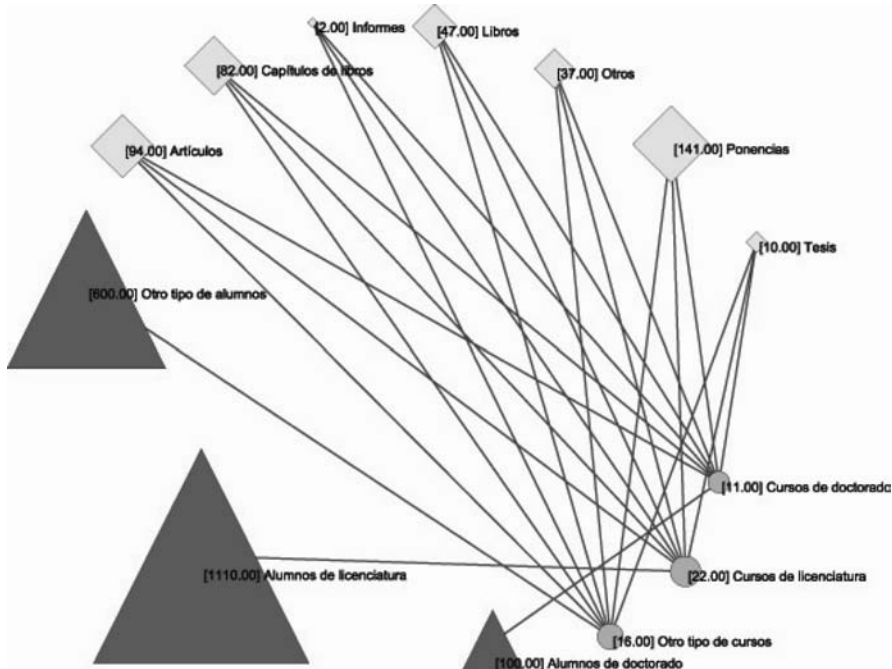 [2.00] Informes
[47.00] Libros
[82.00] Capítulos de libros
[37.00] Otros
[94.00] Artículos
[141.00] Ponencias
[10.00] Tesis
[600.00] Otro tipo de alumnos
[11.00] Cursos de doctorado
[1110.00] Alumnos de licenciatura
[22.00] Cursos de licenciatura
[16.00] Otro tipo de cursos
[100.00] Alumnos de doctorado